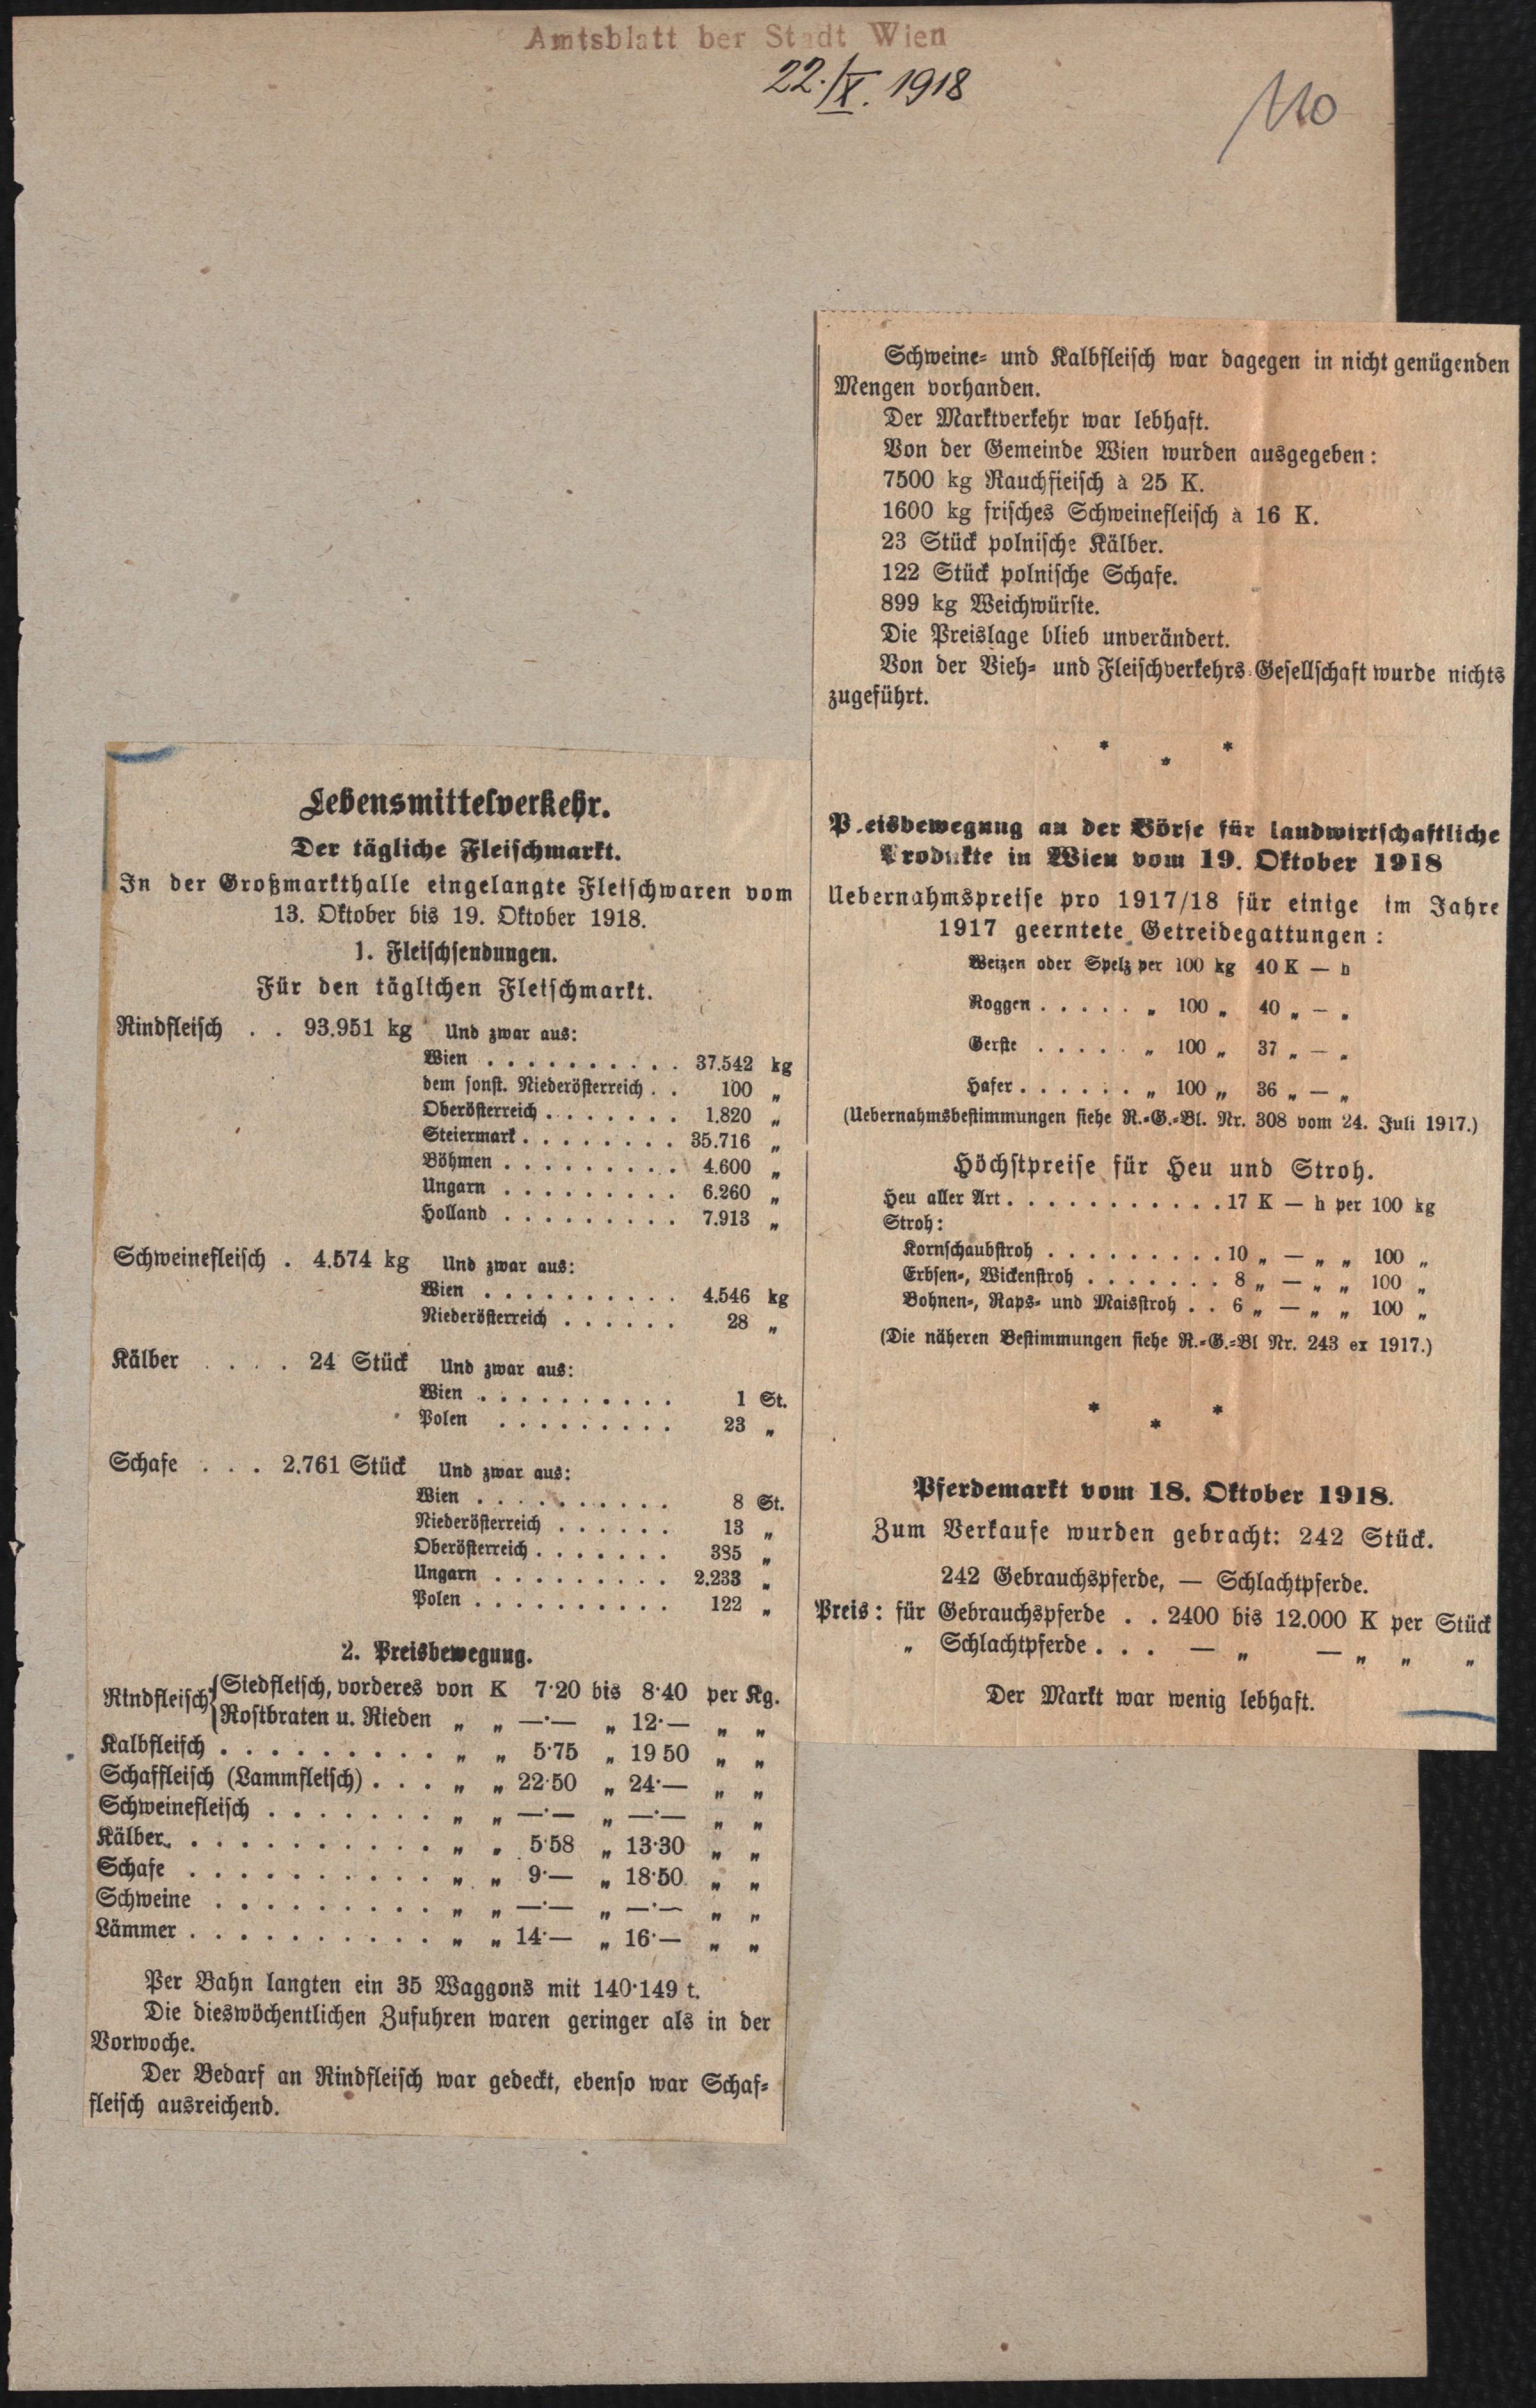 Amtsblatt der Stadt Wien
22./X. 1918
110
Lebensmittelverkehr.
Der tägliche Fleischmarkt.
In der Großmarkthalle eingelangte Fleischwaren vom
13. Oktober bis 19. Oktober 1918.
1. Fleischsendungen.
Für den täglichen Fleischmarkt.
Rindfleisch . . 93.951 kg Und zwar aus:
Wien . . . . . . . . . . 37.542 kg
dem sonst. Niederösterreich . . 100 „
Oberösterreich . . . . . . . 1.820 „
Steiermark . . . . . . . . 35.716 „
Böhmen . . . . . . . . . 4.600 „
Ungarn . . . . . . . . . 6.260 „
Holland . . . . . . . . . 7.913 „
Schweinefleisch . 4.574 kg Und zwar aus:
Wien . . . . . . . . . . 4.546 kg
Niederösterreich . . . . . . 28 „
Kälber . . . . 24 Stück Und zwar aus:
Wien . . . . . . . . . . 1 St.
Polen . . . . . . . . . 23 „
Schafe . . . 2.761 Stück Und zwar aus:
Wien . . . . . . . . . . 8 St.
Niederösterreich . . . . . . 13 „
Oberösterreich . . . . . . . 385 „
Ungarn . . . . . . . . . 2.233 „
Polen . . . . . . . . . . 122 „
2. Preisbewegung.
Rindfleisch { Siedfleisch, vorderes von K 7·20 bis 8·40 per Kg.
Rostbraten u. Rieden „ „ —·— „ 12·— „ „
Kalbfleisch . . . . . . . . . „ „ 5·75 „ 19 50 „ „
Schaffleisch (Lammfleisch) . . . „ „ 22·50 „ 24·— „ „
Schweinefleisch . . . . . . . „ „ —·— „ —·— „ „
Kälber . . . . . . . . . . . „ „ 5·58 „ 13·30 „ „
Schafe . . . . . . . . . . „ „ 9·— „ 18·50 „ „
Schweine . . . . . . . . . „ „ —·— „ —·— „ „
Lämmer . . . . . . . . . . „ „ 14·— „ 16·— „ „
Per Bahn langten ein 35 Waggons mit 140·149 t.
Die dieswöchentlichen Zufuhren waren geringer als in der
Vorwoche.
Der Bedarf an Rindfleisch war gedeckt, ebenso war Schaf-
fleisch ausreichend.
Schweine- und Kalbfleisch war dagegen in nicht genügenden
Mengen vorhanden.
Der Marktverkehr war lebhaft.
Von der Gemeinde Wien wurden ausgegeben:
7500 kg Rauchfieisch à 25 K.
1600 kg frisches Schweinefleisch à 16 K.
23 Stück polnische Kälber.
122 Stück polnische Schafe.
899 kg Weichwürste.
Die Preislage blieb unverändert.
Von der Vieh- und Fleischverkehrs-Gesellschaft wurde nichts
zugeführt.
* * *
P.eisbewegung an der Börse für landwirtschaftliche
Produkte in Wien vom 19. Oktober 1918
Uebernahmspreise pro 1917/18 für einige im Jahre
1917 geerntete Getreidegattungen:
Weizen oder Spelz per 100 kg 40 K — h
Roggen . . . . . „ 100 „ 40 „ — „
Gerste . . . . . „ 100 „ 37 „ — „
Hafer . . . . . . „ 100 „ 36 „ — „
(Uebernahmsbestimmungen siehe R.-G.-Bl. Nr. 308 vom 24. Juli 1917.)
Höchstpreise für Heu und Stroh.
Heu aller Art . . . . . . . . . . . 17 K — h per 100 kg
Stroh:
Kornschaubstroh . . . . . . . . . 10 „ — „ „ 100 „
Erbsen-, Wickenstroh . . . . . . . 8 „ — „ „ 100 „
Bohnen-, Raps- und Maisstroh . . 6 „ — „ „ 100 „
(Die näheren Bestimmungen siehe R.-G.-Bl Nr. 243 ex 1917.)
* * *
Pferdemarkt vom 18. Oktober 1918.
Zum Verkaufe wurden gebracht: 242 Stück.
242 Gebrauchspferde, — Schlachtpferde.
Preis: für Gebrauchspferde . . 2400 bis 12.000 K per Stück
„ Schlachtpferde . . . — „ — „ „ „
Der Markt war wenig lebhaft.